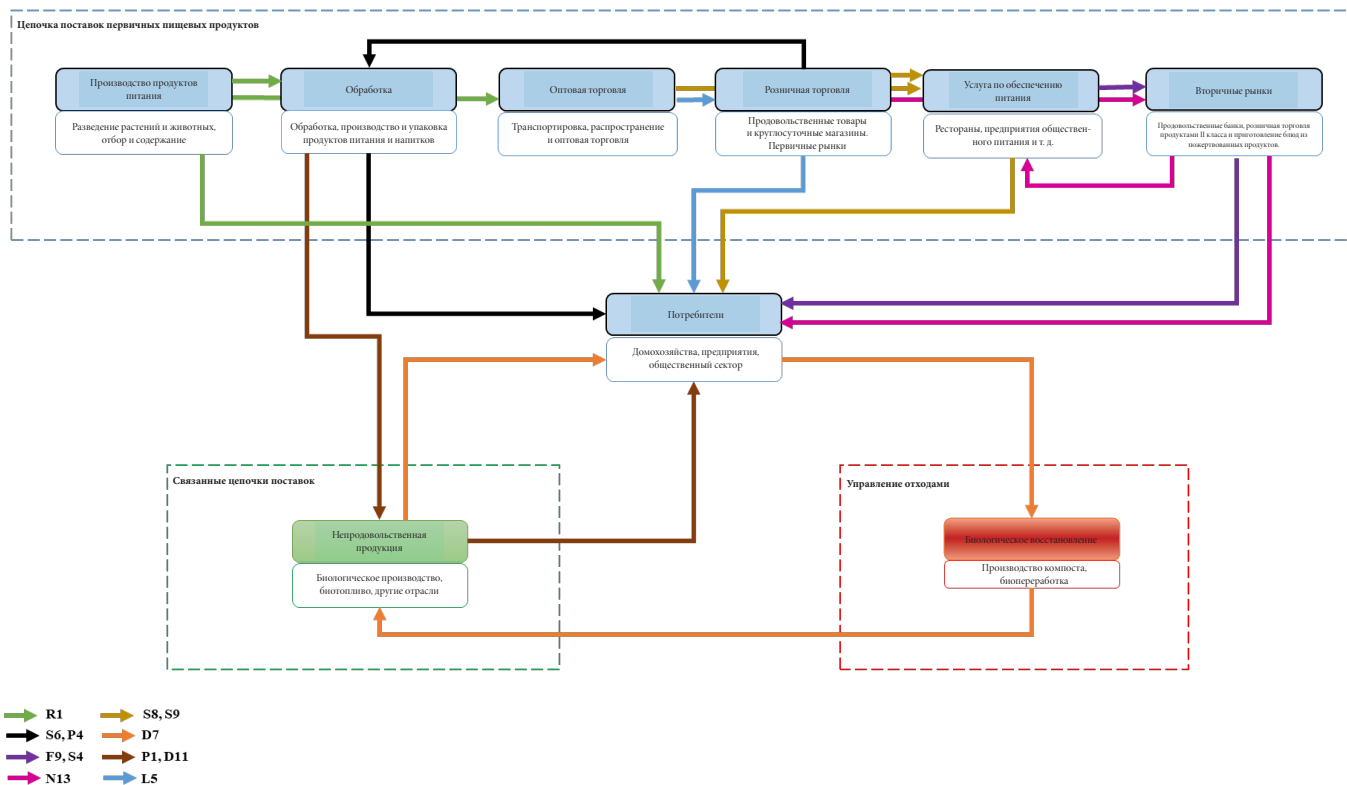 Цепочка поставок первичных пищевых продуктов
Производство продуктов
питания
Разведение растений и животных,
отбор и содержание
Обработка
Обработка, производство и упаковка
продуктов питания и напитков
Оптовая торговля
Транспортировка, распространение
и оптовая торговля
Розничная торговля
Продовольственные товары
и круглосуточные магазины.
Первичные рынки
Услуга по обеспечению
питания
Рестораны, предприятия обществен-
ного питания и т. д.
Вторичные рынки
Продовольственные банки, розничная торговля
продуктами II класса и приготовление блюд из
пожертвованных продуктов.
Потребители
Домохозяйства, предприятия,
общественный сектор
Связанные цепочки поставок
Непродовольственная
продукция
Биологическое производство,
биотопливо, другие отрасли
Управление отходами
Биологическое восстановление
Производство компоста,
биопереработка
R1
S8, S9
S6, P4
D7
F9, S4
P1, D11
N13
L5